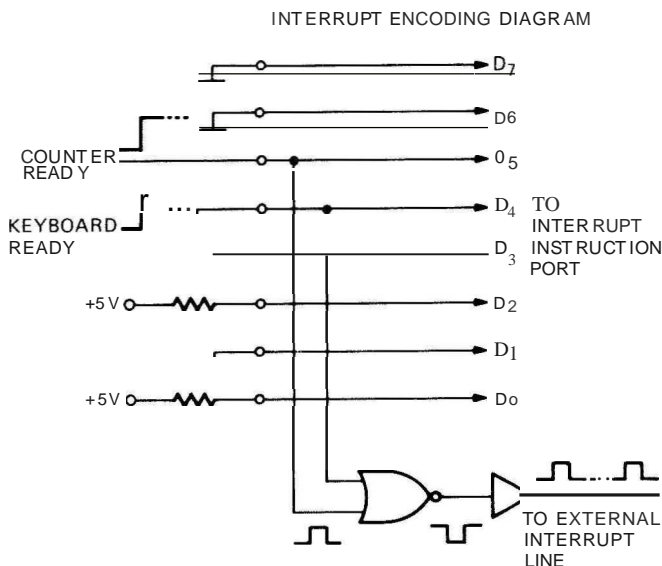 INTERRUPT ENCODING DIAGRAM
D7
D6
COUNTER
READY
05
KEYBOARD
READY
D4
TO
INTERRUPT
INSTRUCTION
PORT
D3
+5V
D2
D1
+5V
Do
TO EXTERNAL
INTERRUPT
LINE